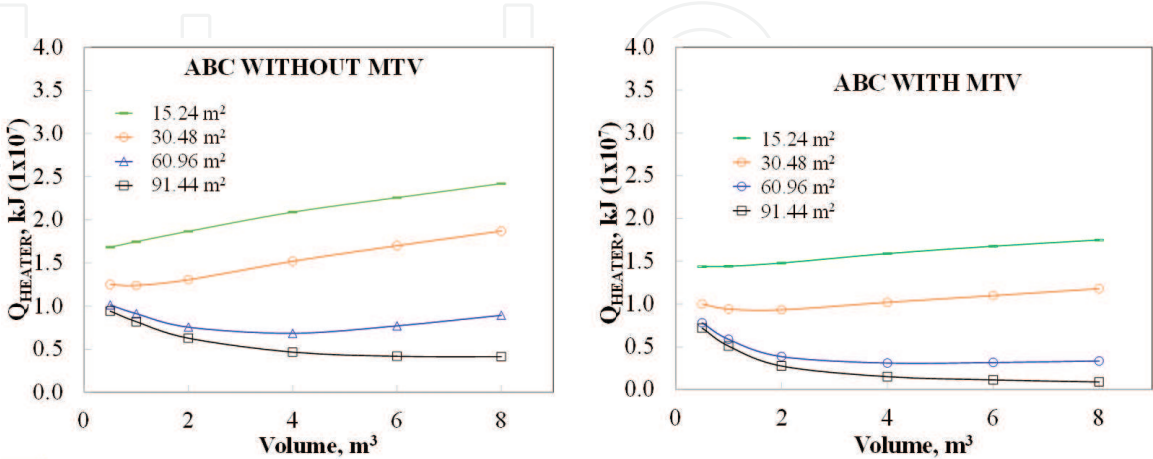 ABC WITHOUT MTV
15.24 m²
30.48 m²
60.96 m²
91.44 m²
Q_HEATER, kJ (1x10⁷)
4.0
3.5
3.0
2.5
2.0
1.5
1.0
0.5
0.0
0
2
4
6
8
Volume, m³
ABC WITH MTV
15.24 m²
30.48 m²
60.96 m²
91.44 m²
Q_HEATER, kJ (1x10⁷)
4.0
3.5
3.0
2.5
2.0
1.5
1.0
0.5
0.0
0
2
4
6
8
Volume, m³